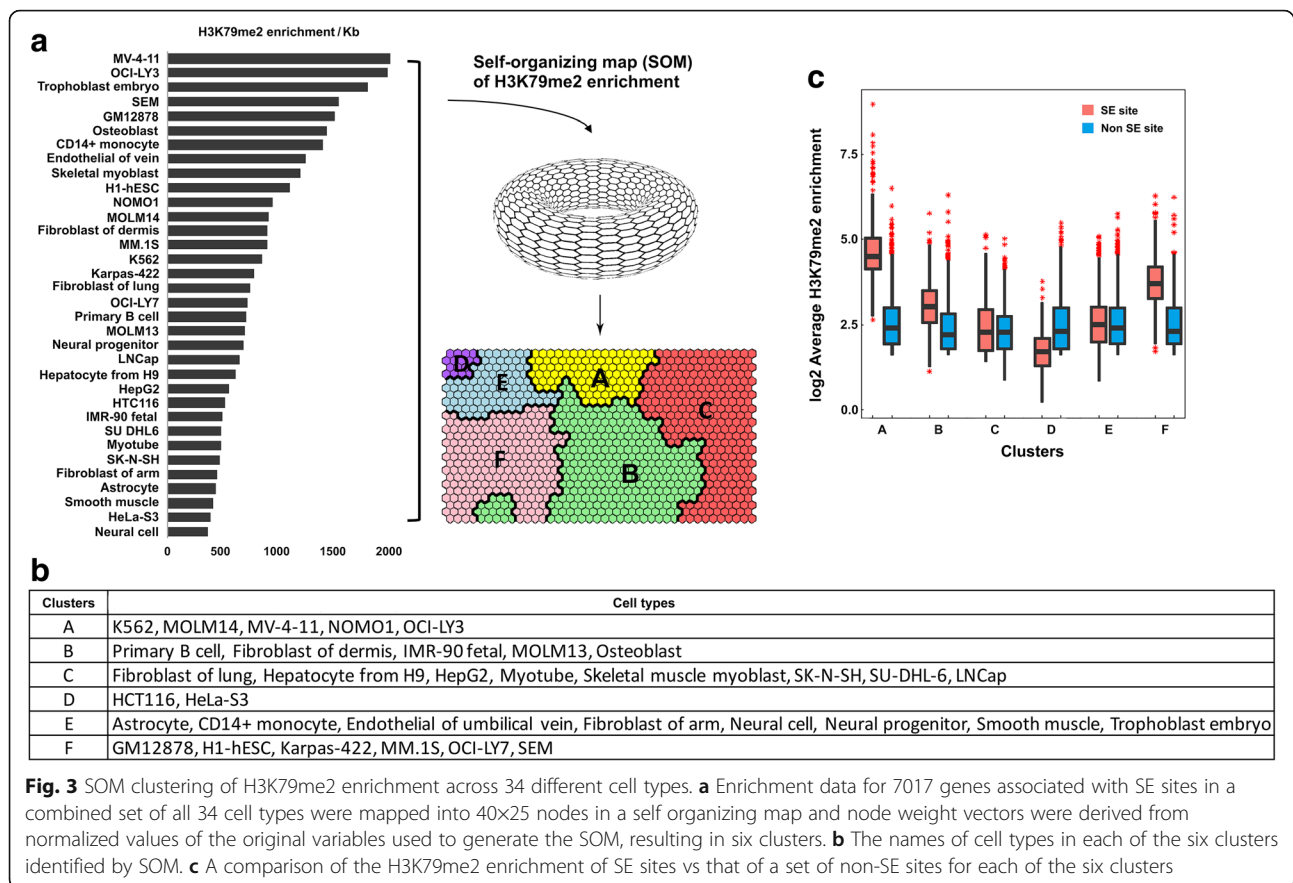 a
H3K79me2 enrichment/Kb
MV-4-11
OCI-LY3
Trophoblast embryo
SEM
GM12878
Osteoblast
CD14+ monocyte
Endothelial of vein
Skeletal myoblast
H1-hESC
NOMO1
MOLM14
Fibroblast of dermis
MM.1S
K562
Karpas-422
Fibroblast of lung
OCI-LY7
Primary B cell
MOLM13
Neural progenitor
LNCap
Hepatocyte from H9
HepG2
HTC116
IMR-90 fetal
SU DHL6
Myotube
SK-N-SH
Fibroblast of arm
Astrocyte
Smooth muscle
HeLa-S3
Neural cell
0 500 1000 1500 2000
Self-organizing map (SOM)
of H3K79me2 enrichment
D
E
A
C
F
B
c
SE site
Non SE site
log2 Average H3K79me2 enrichment
7.5
5.0
2.5
0.0
A B C D E F
Clusters
b
Clusters Cell types
A K562, MOLM14, MV-4-11, NOMO1, OCI-LY3
B Primary B cell, Fibroblast of dermis, IMR-90 fetal, MOLM13, Osteoblast
C Fibroblast of lung, Hepatocyte from H9, HepG2, Myotube, Skeletal muscle myoblast, SK-N-SH, SU-DHL-6, LNCap
D HCT116, HeLa-S3
E Astrocyte, CD14+ monocyte, Endothelial of umbilical vein, Fibroblast of arm, Neural cell, Neural progenitor, Smooth muscle, Trophoblast embryo
F GM12878, H1-hESC, Karpas-422, MM.1S, OCI-LY7, SEM
Fig. 3 SOM clustering of H3K79me2 enrichment across 34 different cell types. a Enrichment data for 7017 genes associated with SE sites in a
combined set of all 34 cell types were mapped into 40×25 nodes in a self organizing map and node weight vectors were derived from
normalized values of the original variables used to generate the SOM, resulting in six clusters. b The names of cell types in each of the six clusters
identified by SOM. c A comparison of the H3K79me2 enrichment of SE sites vs that of a set of non-SE sites for each of the six clusters